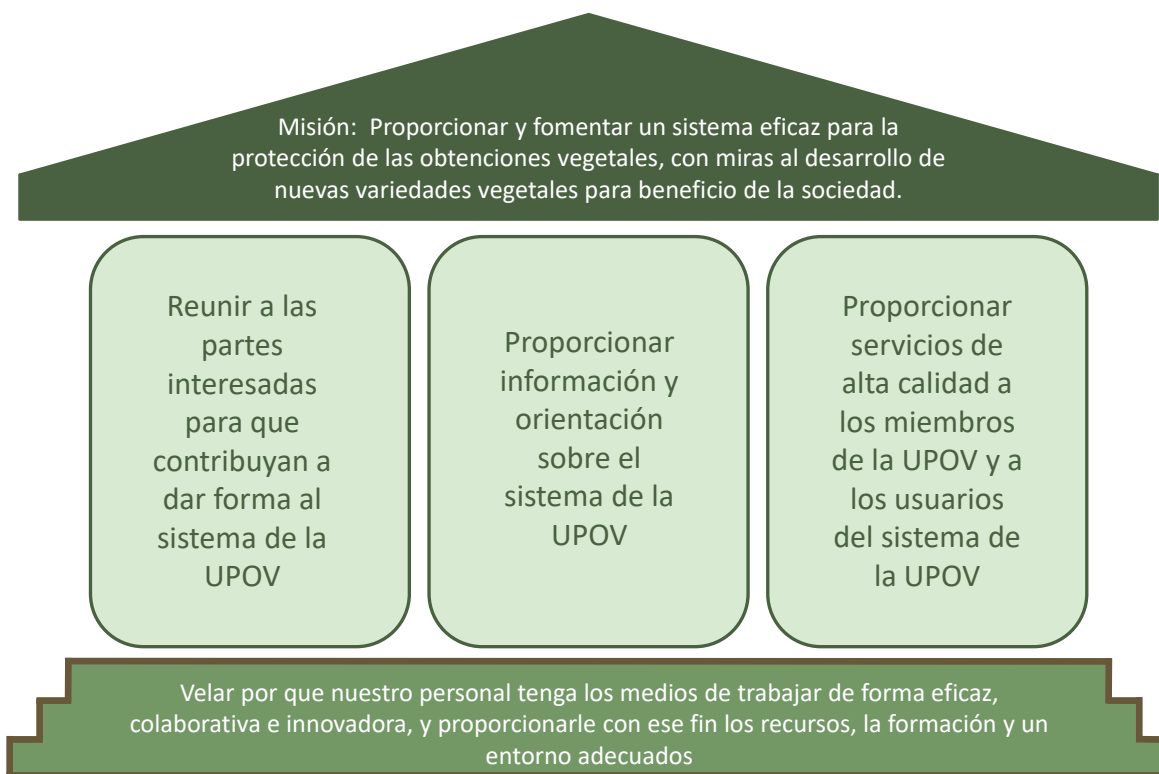 Misión:  Proporcionar y fomentar un sistema eficaz para la
protección de las obtenciones vegetales, con miras al desarrollo de
nuevas variedades vegetales para beneficio de la sociedad.
Reunir a las
partes
interesadas
para que
contribuyan a
dar forma al
sistema de la
UPOV
Proporcionar
información y
orientación
sobre el
sistema de la
UPOV
Proporcionar
servicios de
alta calidad a
los miembros
de la UPOV y a
los usuarios
del sistema de
la UPOV
Velar por que nuestro personal tenga los medios de trabajar de forma eficaz,
colaborativa e innovadora, y proporcionarle con ese fin los recursos, la formación y un
entorno adecuados